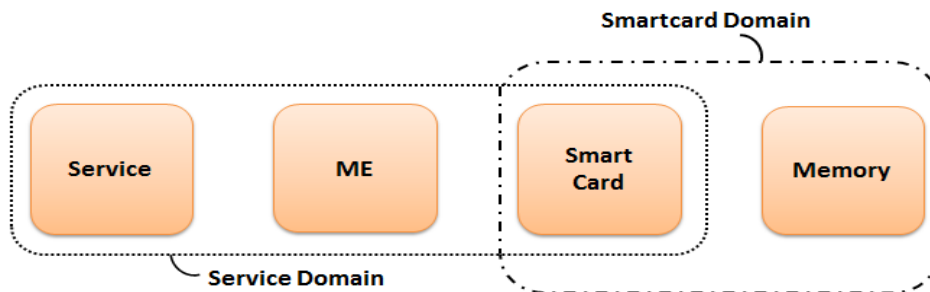 Smartcard Domain
Service
ME
Smart
Card
Memory
Service Domain